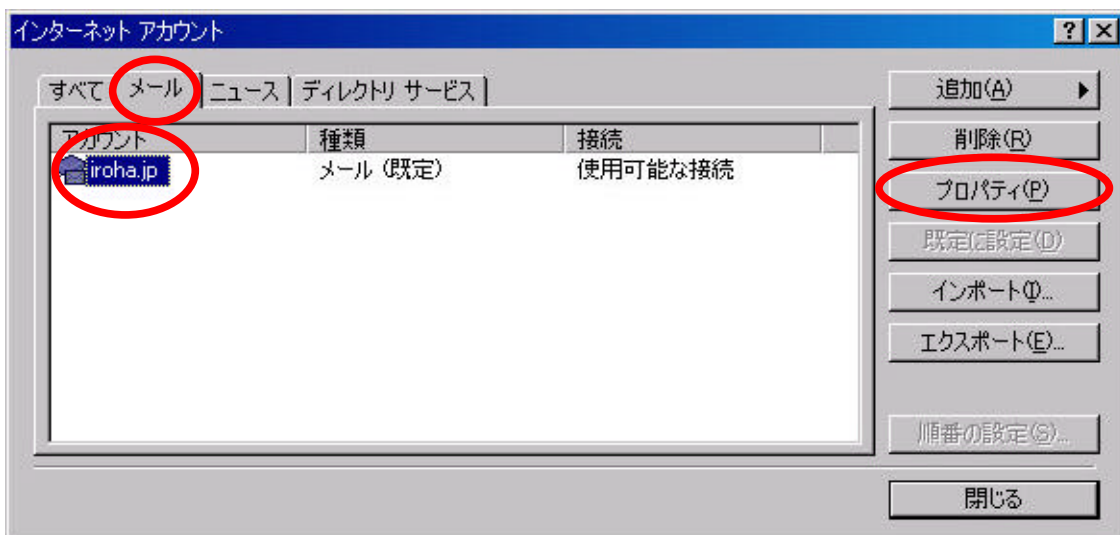 インターネット アカウント
すべて メール ニュース ディレクトリ サービス
アカウント 種類 接続
iroha.jp メール (既定) 使用可能な接続
追加(A)
削除(R)
プロパティ(P)
既定に設定(D)
インポート(I)...
エクスポート(E)...
順番の設定(S)...
閉じる